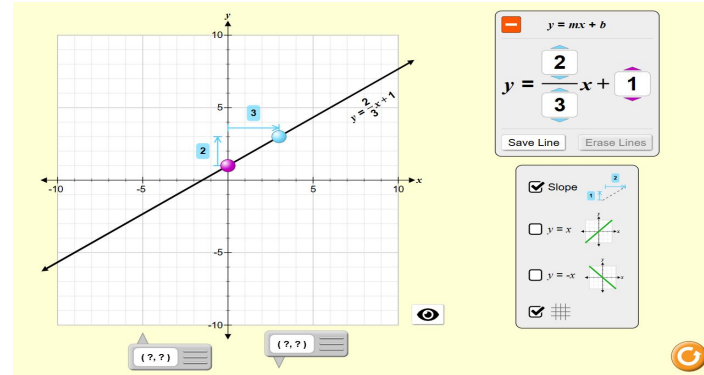 y
10
5
-5
-10
-10
-5
5
10
x
3
2
y = 2/3 x + 1
(?, ?)
(?, ?)
y = mx + b
y = 2/3 x + 1
Save Line
Erase Lines
Slope
2
1
y = x
y
x
y = -x
y
x